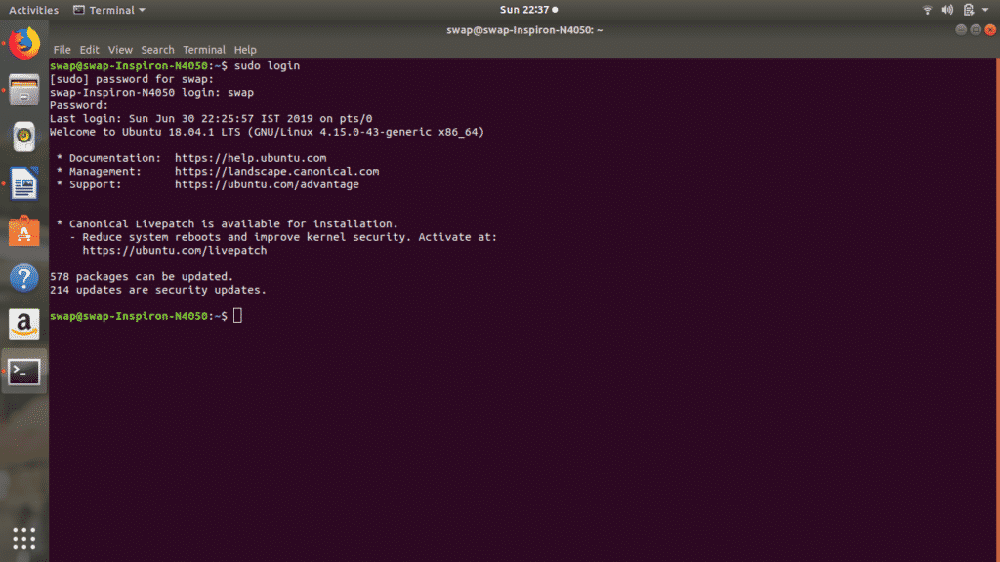 Activities Terminal Sun 22:37
swap@swap-Inspiron-N4050: ~
File Edit View Search Terminal Help
swap@swap-Inspiron-N4050:~$ sudo login
[sudo] password for swap:
swap-Inspiron-N4050 login: swap
Password:
Last login: Sun Jun 30 22:25:57 IST 2019 on pts/0
Welcome to Ubuntu 18.04.1 LTS (GNU/Linux 4.15.0-43-generic x86_64)
* Documentation: https://help.ubuntu.com
* Management: https://landscape.canonical.com
* Support: https://ubuntu.com/advantage
* Canonical Livepatch is available for installation.
- Reduce system reboots and improve kernel security. Activate at:
https://ubuntu.com/livepatch
578 packages can be updated.
214 updates are security updates.
swap@swap-Inspiron-N4050:~$